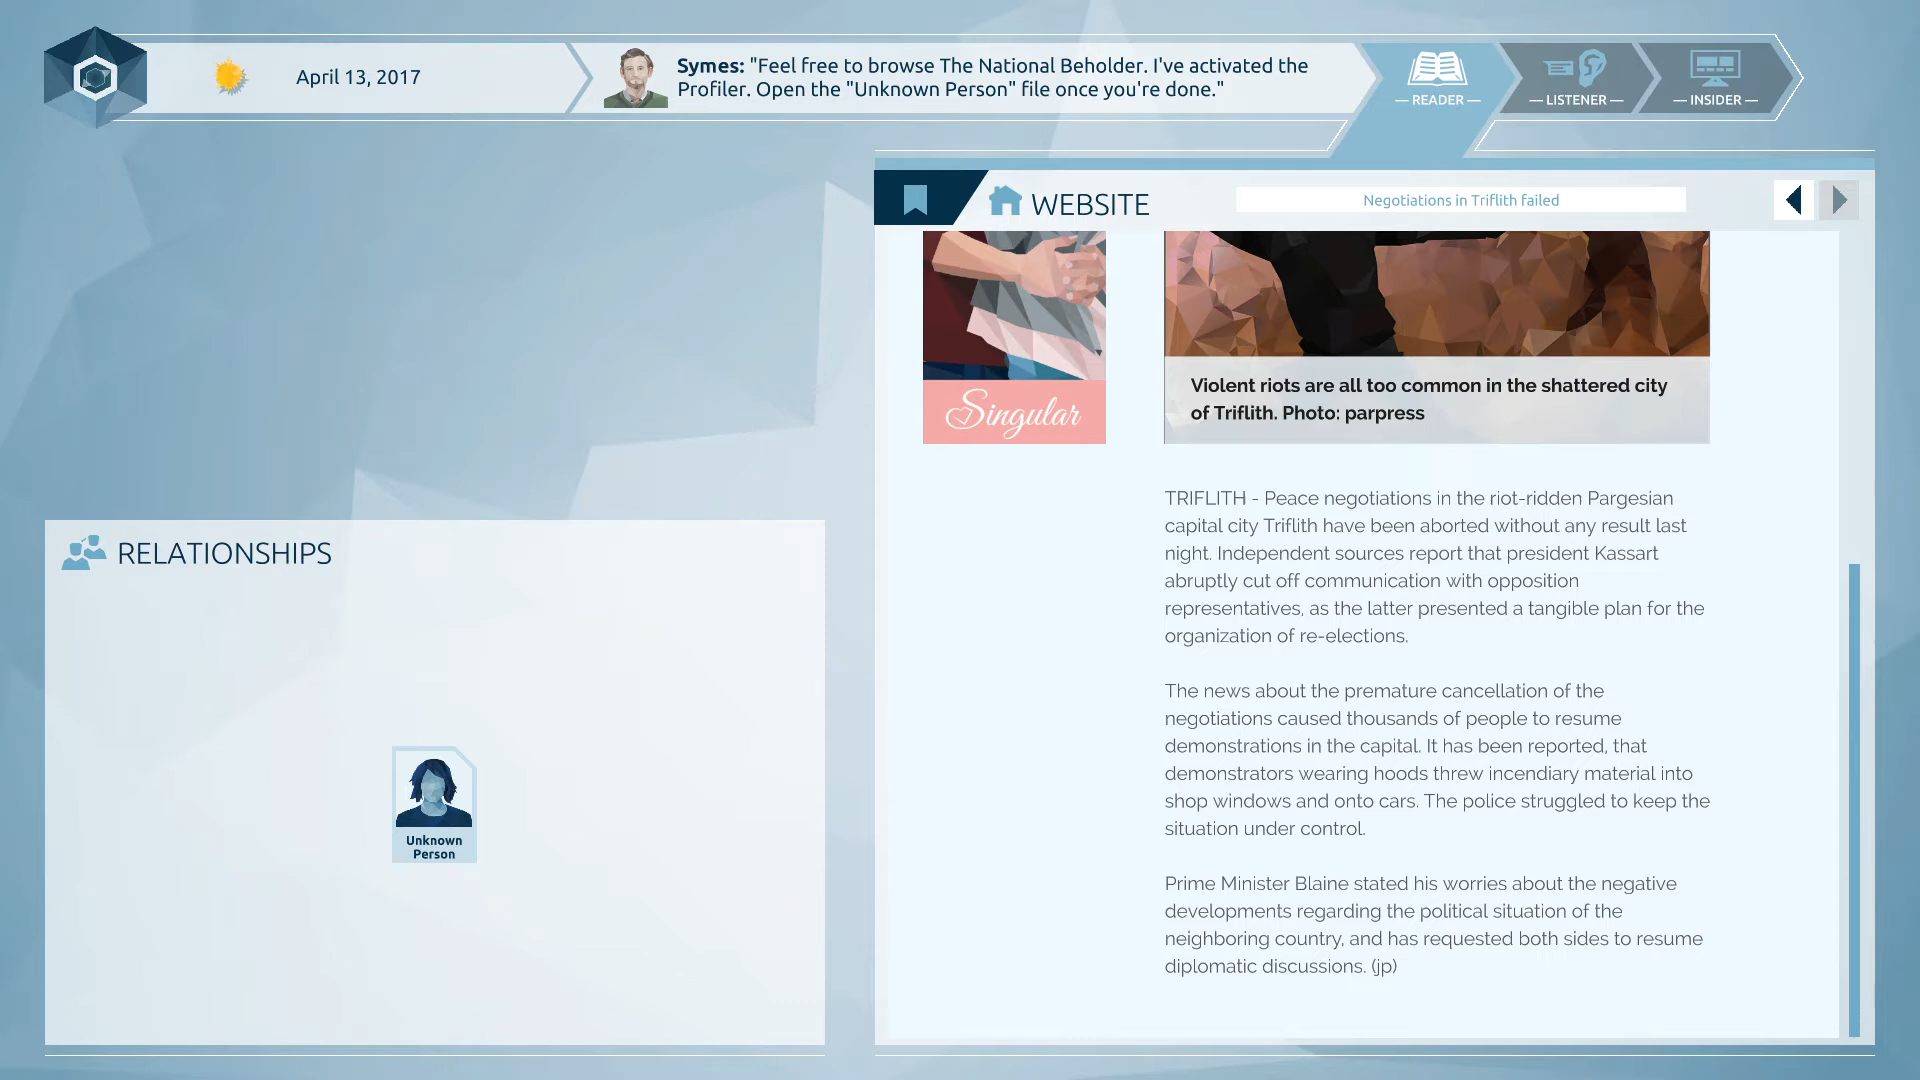 April 13, 2017
Symes: "Feel free to browse The National Beholder. I've activated the
Profiler. Open the "Unknown Person" file once you're done."
READER
LISTENER
INSIDER
WEBSITE
Negotiations in Triflith failed
Singular
Violent riots are all too common in the shattered city
of Triflith. Photo: parpress
TRIFLITH - Peace negotiations in the riot-ridden Pargesian
capital city Triflith have been aborted without any result last
night. Independent sources report that president Kassart
abruptly cut off communication with opposition
representatives, as the latter presented a tangible plan for the
organization of re-elections.
The news about the premature cancellation of the
negotiations caused thousands of people to resume
demonstrations in the capital. It has been reported, that
demonstrators wearing hoods threw incendiary material into
shop windows and onto cars. The police struggled to keep the
situation under control.
Prime Minister Blaine stated his worries about the negative
developments regarding the political situation of the
neighboring country, and has requested both sides to resume
diplomatic discussions. (jp)
RELATIONSHIPS
Unknown
Person